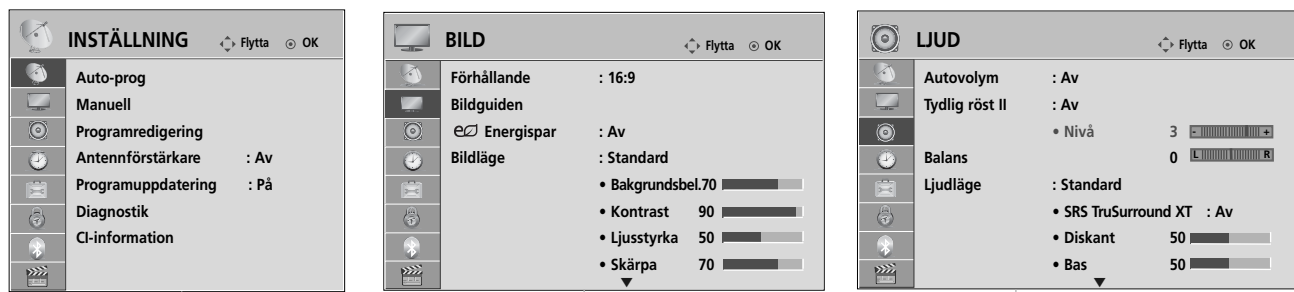 INSTÄLLNING Flytta OK
Auto-prog
Manuell
Programredigering
Antennförstärkare : Av
Programuppdatering : På
Diagnostik
CI-information
BILD Flytta OK
Förhållande : 16:9
Bildguiden
eco Energispar : Av
Bildläge : Standard
• Bakgrundsbel.70
• Kontrast 90
• Ljusstyrka 50
• Skärpa 70
LJUD Flytta OK
Autovolym : Av
Tydlig röst II : Av
• Nivå 3 - +
Balans 0 L R
Ljudläge : Standard
• SRS TruSurround XT : Av
• Diskant 50
• Bas 50